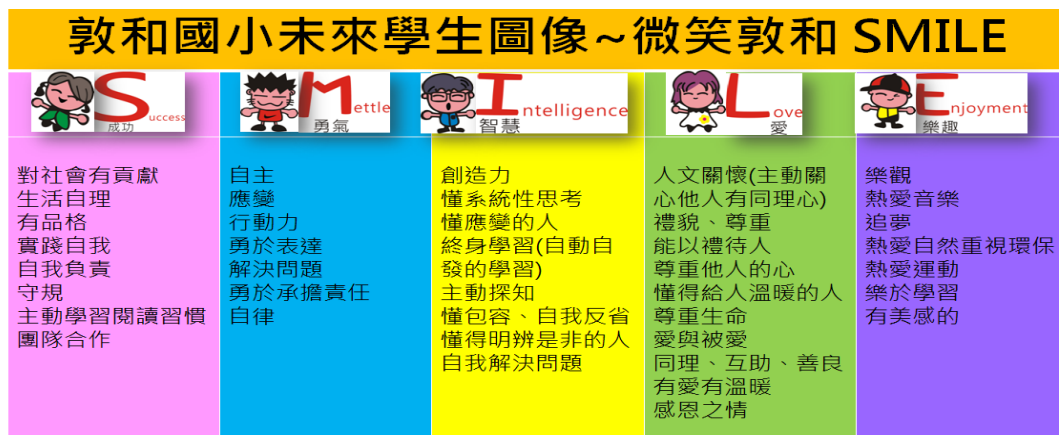 敦和國小未來學生圖像~微笑敦和 SMILE
Success
成功
對社會有貢獻
生活自理
有品格
實踐自我
自我負責
守規
主動學習閱讀習慣
團隊合作
Mettle
勇氣
自主
應變
行動力
勇於表達
解決問題
勇於承擔責任
自律
Intelligence
智慧
創造力
懂系統性思考
懂應變的人
終身學習(自動自
發的學習)
主動探知
懂包容、自我反省
懂得明辨是非的人
自我解決問題
Love
愛
人文關懷(主動關
心他人有同理心)
禮貌、尊重
能以禮待人
尊重他人的心
懂得給人溫暖的人
尊重生命
愛與被愛
同理、互助、善良
有愛有溫暖
感恩之情
Enjoyment
樂趣
樂觀
熱愛音樂
追夢
熱愛自然重視環保
熱愛運動
樂於學習
有美感的